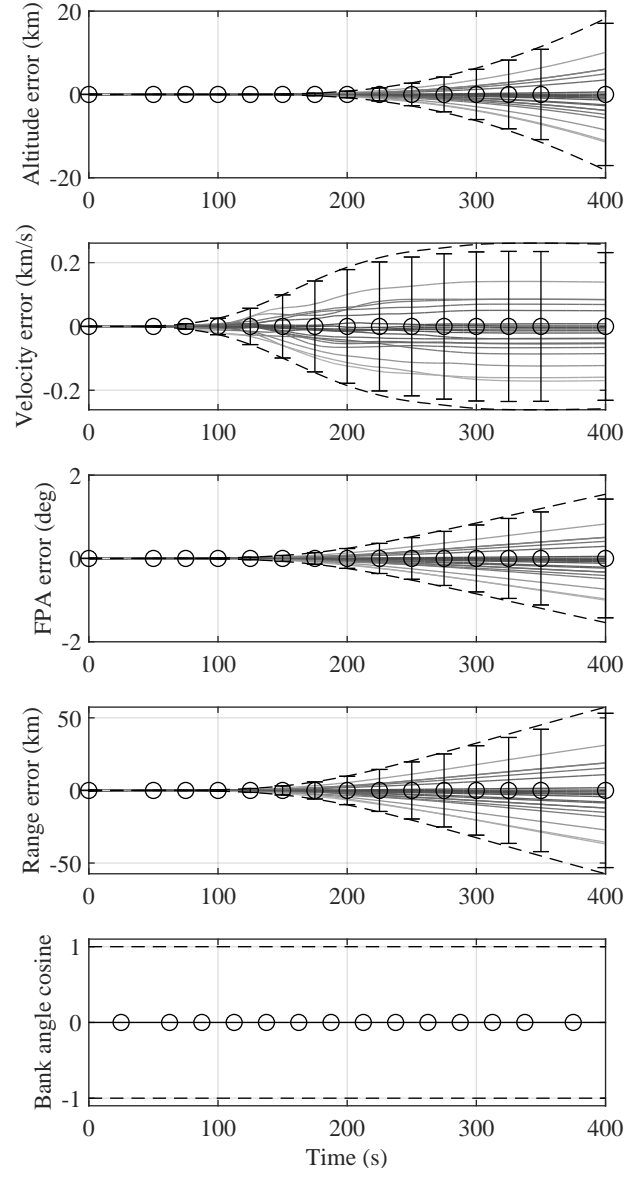 20
0
-20
Altitude error (km)
0 100 200 300 400
0.2
0
-0.2
Velocity error (km/s)
0 100 200 300 400
2
0
-2
FPA error (deg)
0 100 200 300 400
50
0
-50
Range error (km)
0 100 200 300 400
1
0
-1
Bank angle cosine
0 100 200 300 400
Time (s)